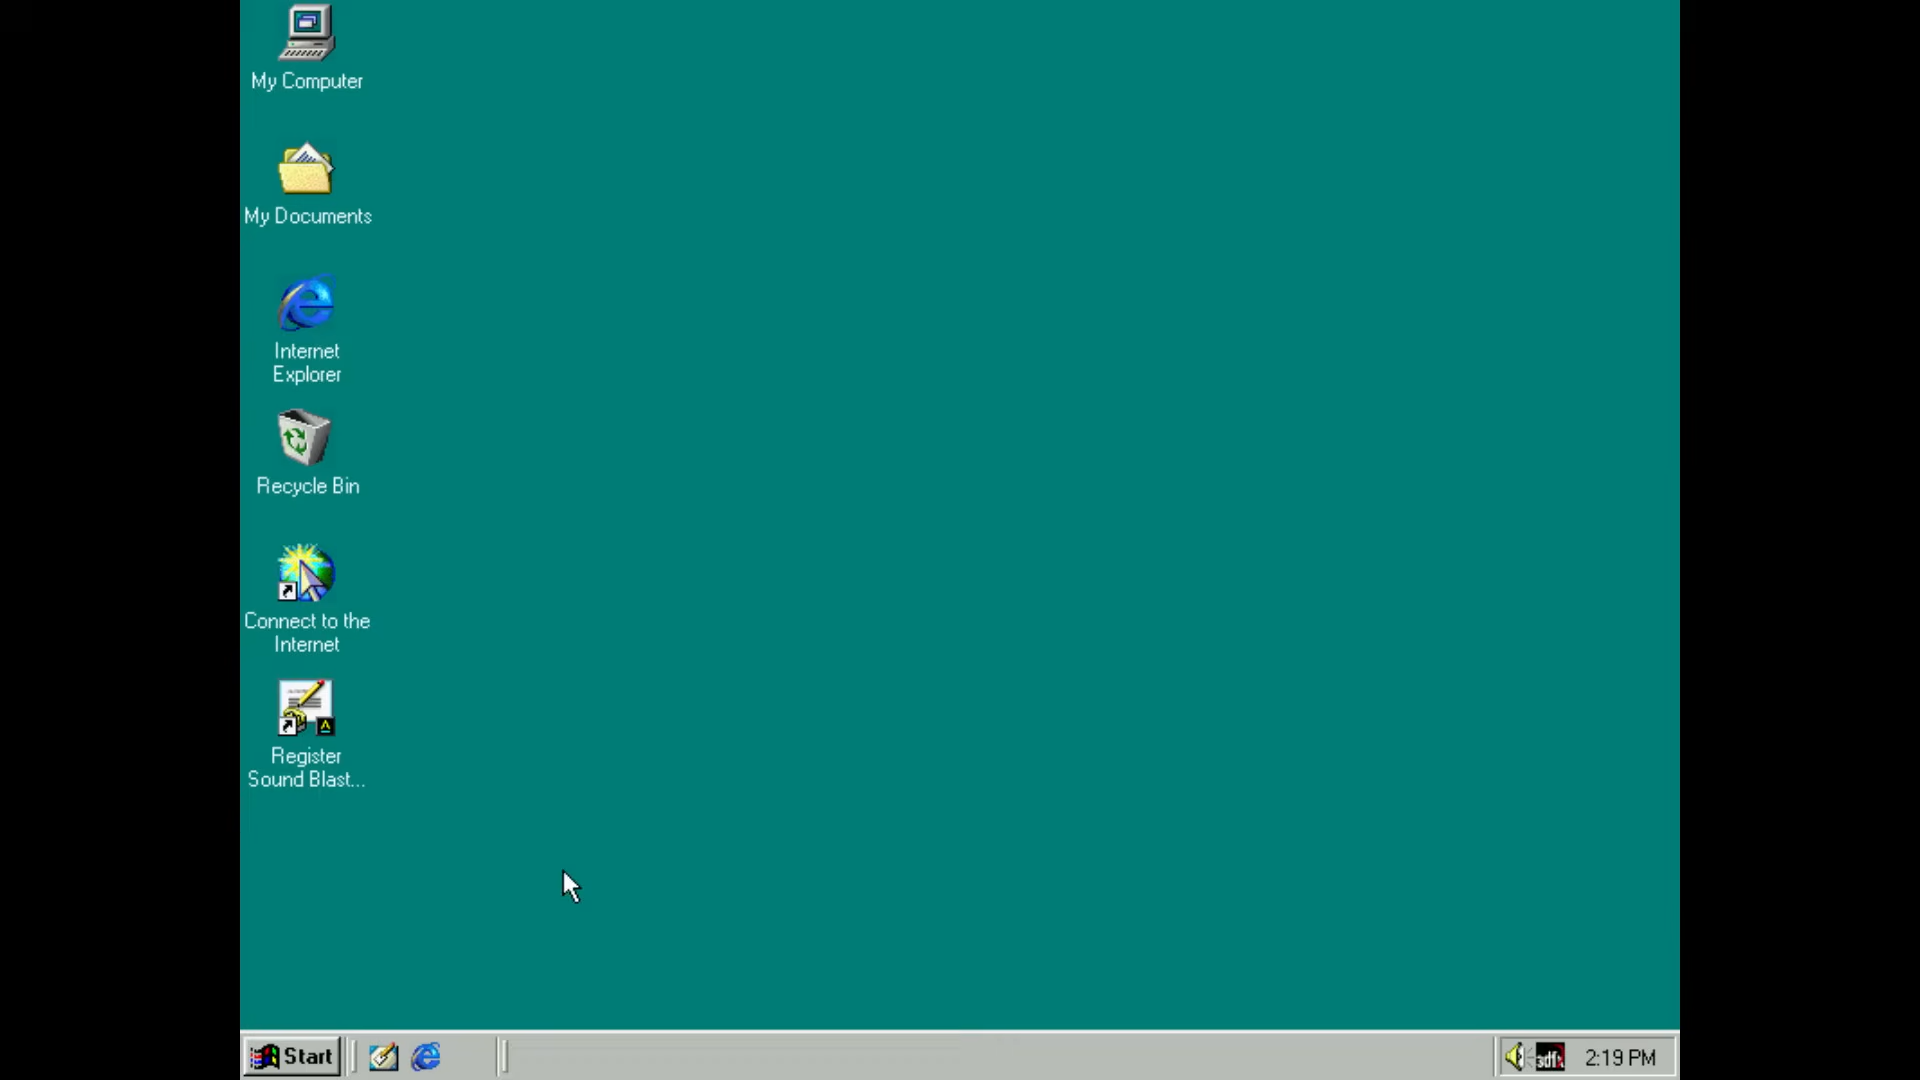 My Computer
My Documents
Internet
Explorer
Recycle Bin
Connect to the
Internet
Register
Sound Blast...
Start
3dfx
2:19 PM